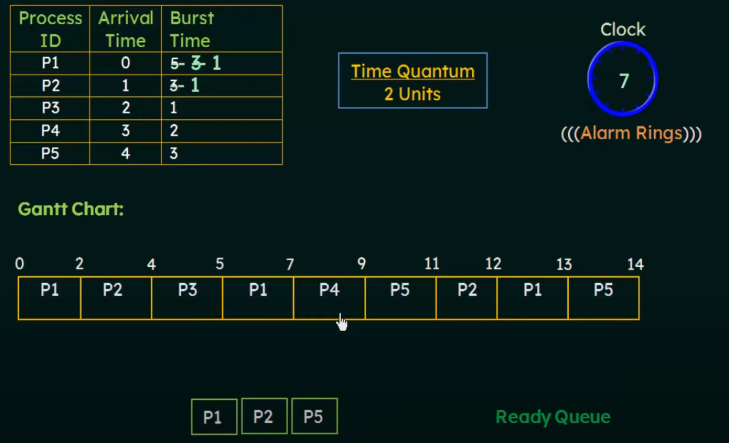 Process ID Arrival Time Burst Time
P1 0 5- 3- 1
P2 1 3- 1
P3 2 1
P4 3 2
P5 4 3
Time Quantum
2 Units
Clock
7
(((Alarm Rings)))
Gantt Chart:
0 2 4 5 7 9 11 12 13 14
P1 P2 P3 P1 P4 P5 P2 P1 P5
P1 P2 P5 Ready Queue